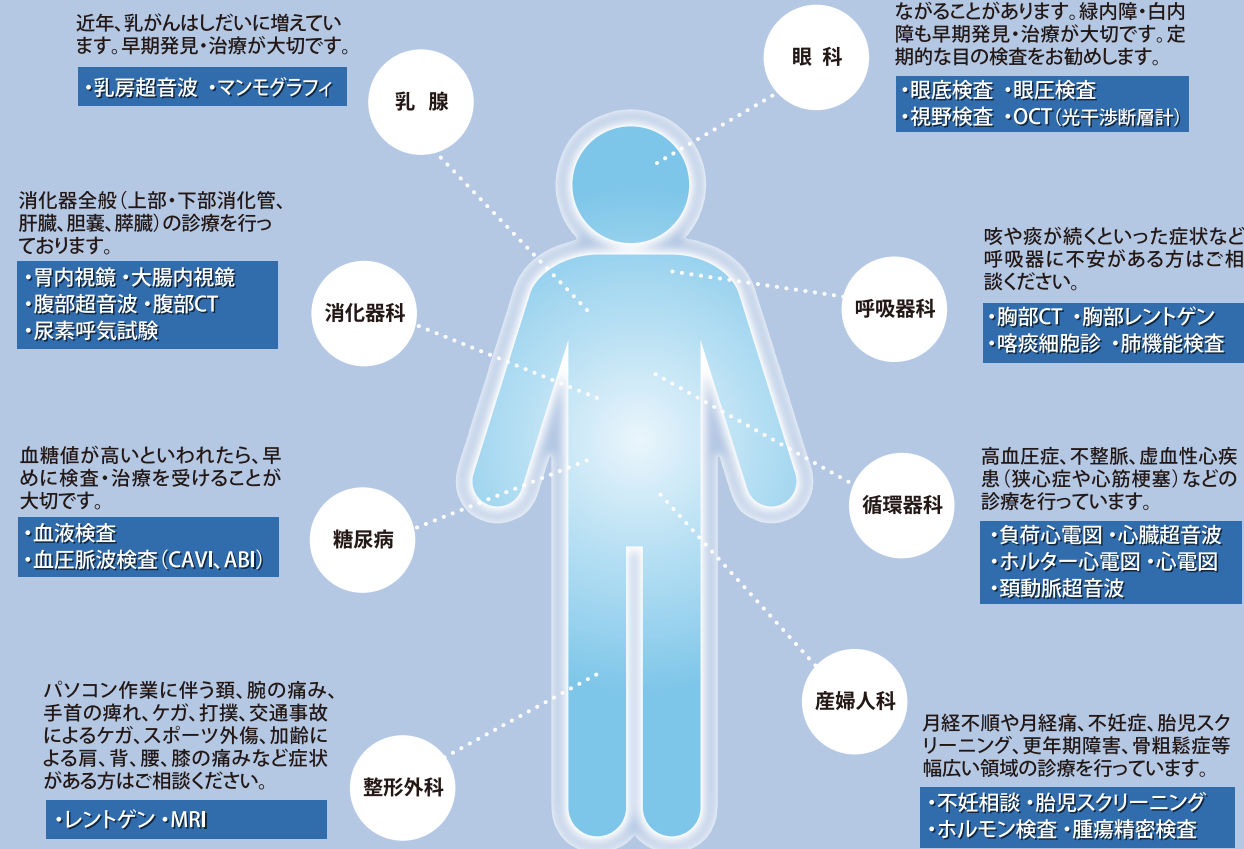 近年、乳がんはしだいに増えてい
ます。早期発見・治療が大切です。
・乳房超音波 ・マンモグラフィ
乳 腺
ながることがあります。緑内障・白内
障も早期発見・治療が大切です。定
期的な目の検査をお勧めします。
・眼底検査 ・眼圧検査
・視野検査 ・OCT（光干渉断層計）
眼 科
消化器全般（上部・下部消化管、
肝臓、胆嚢、膵臓）の診療を行っ
ております。
・胃内視鏡 ・大腸内視鏡
・腹部超音波 ・腹部CT
・尿素呼気試験
消化器科
咳や痰が続くといった症状など
呼吸器に不安がある方はご相
談ください。
・胸部CT ・胸部レントゲン
・喀痰細胞診 ・肺機能検査
呼吸器科
血糖値が高いといわれたら、早
めに検査・治療を受けることが
大切です。
・血液検査
・血圧脈波検査（CAVI、ABI）
糖尿病
高血圧症、不整脈、虚血性心疾
患（狭心症や心筋梗塞）などの
診療を行っています。
・負荷心電図 ・心臓超音波
・ホルター心電図 ・心電図
・頚動脈超音波
循環器科
パソコン作業に伴う頚、腕の痛み、
手首の痺れ、ケガ、打撲、交通事故
によるケガ、スポーツ外傷、加齢に
よる肩、背、腰、膝の痛みなど症状
がある方はご相談ください。
・レントゲン ・MRI
整形外科
月経不順や月経痛、不妊症、胎児スク
リーニング、更年期障害、骨粗鬆症等
幅広い領域の診療を行っています。
・不妊相談 ・胎児スクリーニング
・ホルモン検査 ・腫瘍精密検査
産婦人科